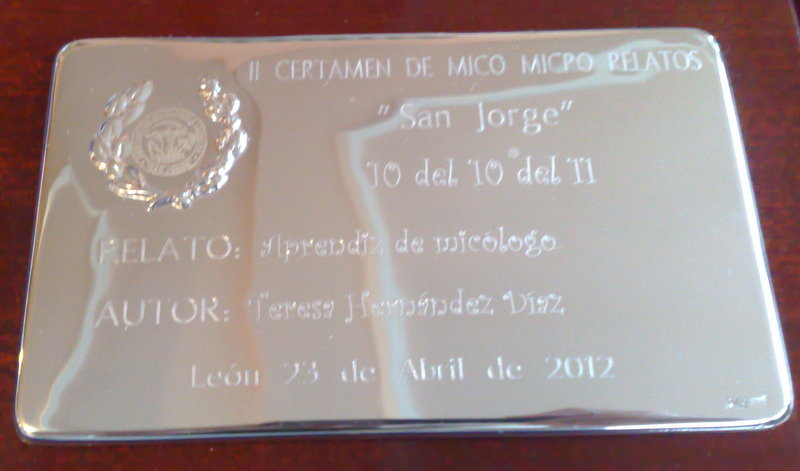 II CERTAMEN DE MICO MICRO RELATOS
"San Jorge"
10 del 10 del 11
RELATO: Aprendiz de micólogo
AUTOR: Teresa Hernández Díaz
León 23 de Abril de 2012